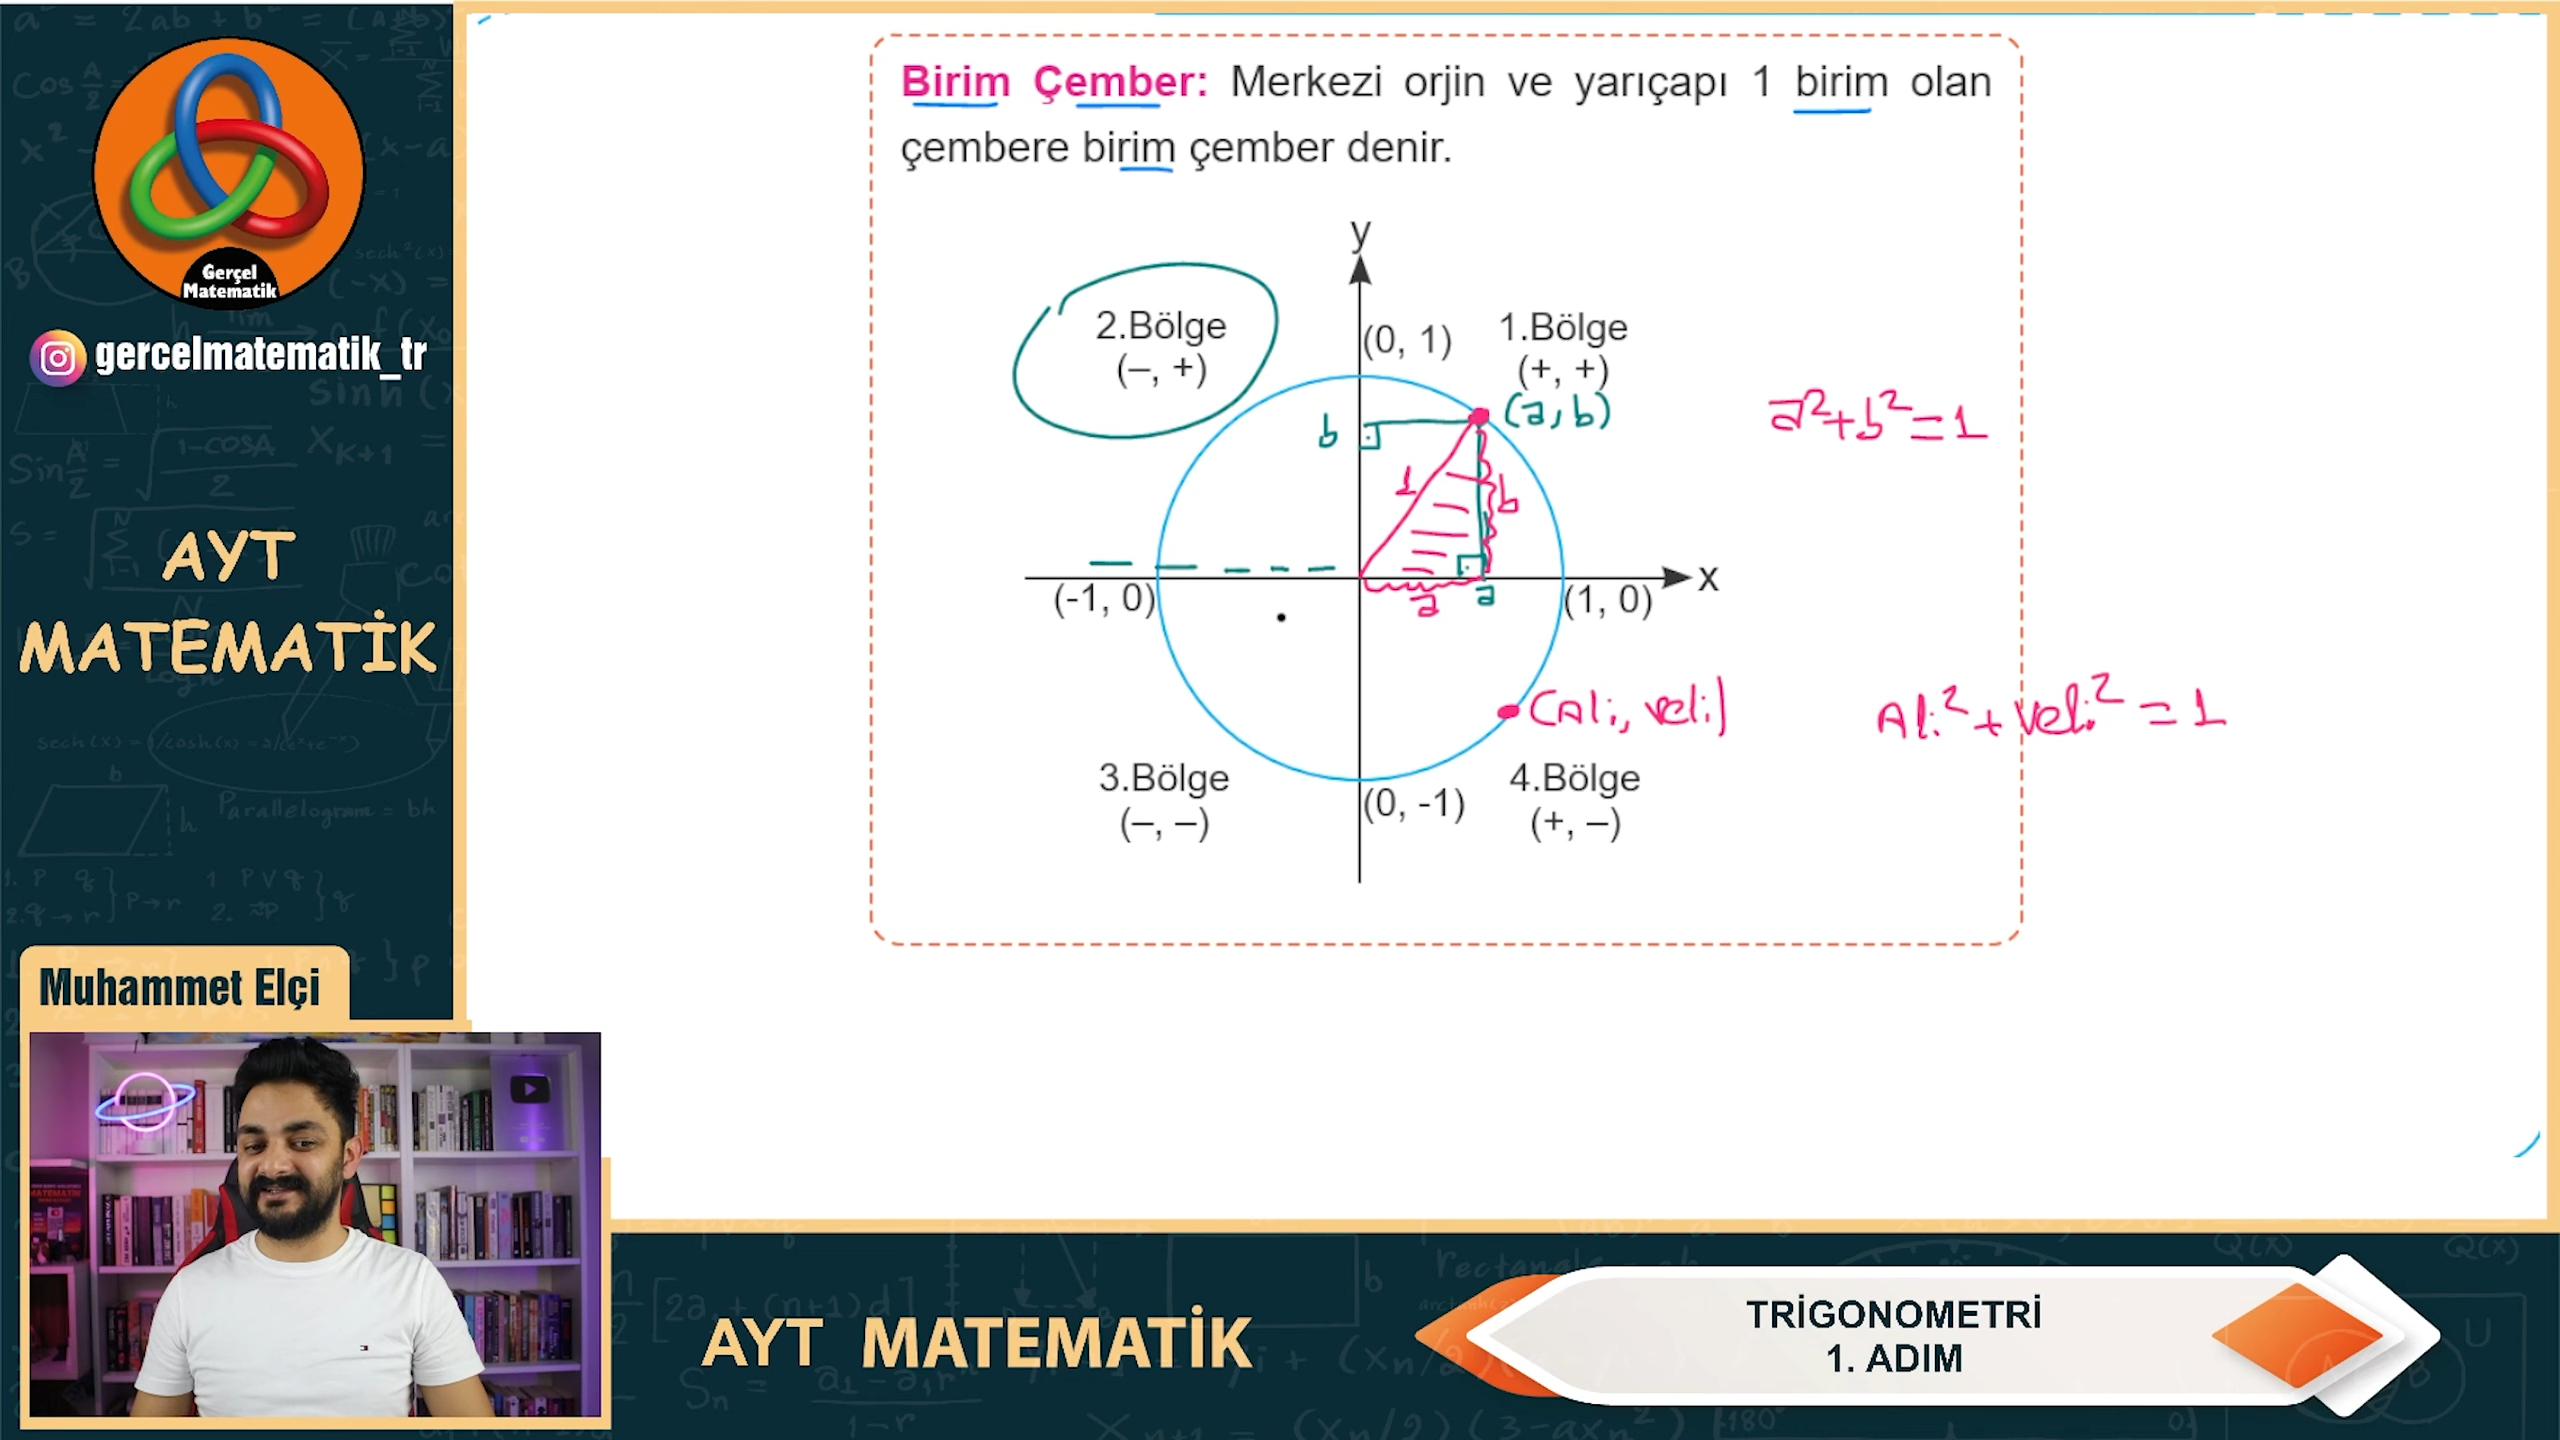 Gerçel
Matematik
gercelmatematik_tr
AYT
MATEMATİK
Muhammet Elçi
Birim Çember: Merkezi orjin ve yarıçapı 1 birim olan
çembere birim çember denir.
y
2.Bölge
(–, +)
(0, 1)
1.Bölge
(+, +)
(a, b)
a²+b²=1
b
1
b
(-1, 0)
a
a
(1, 0)
x
(Ali, Veli)
Ali²+Veli²=1
3.Bölge
(–, –)
(0, -1)
4.Bölge
(+, –)
AYT MATEMATİK
TRİGONOMETRİ
1. ADIM